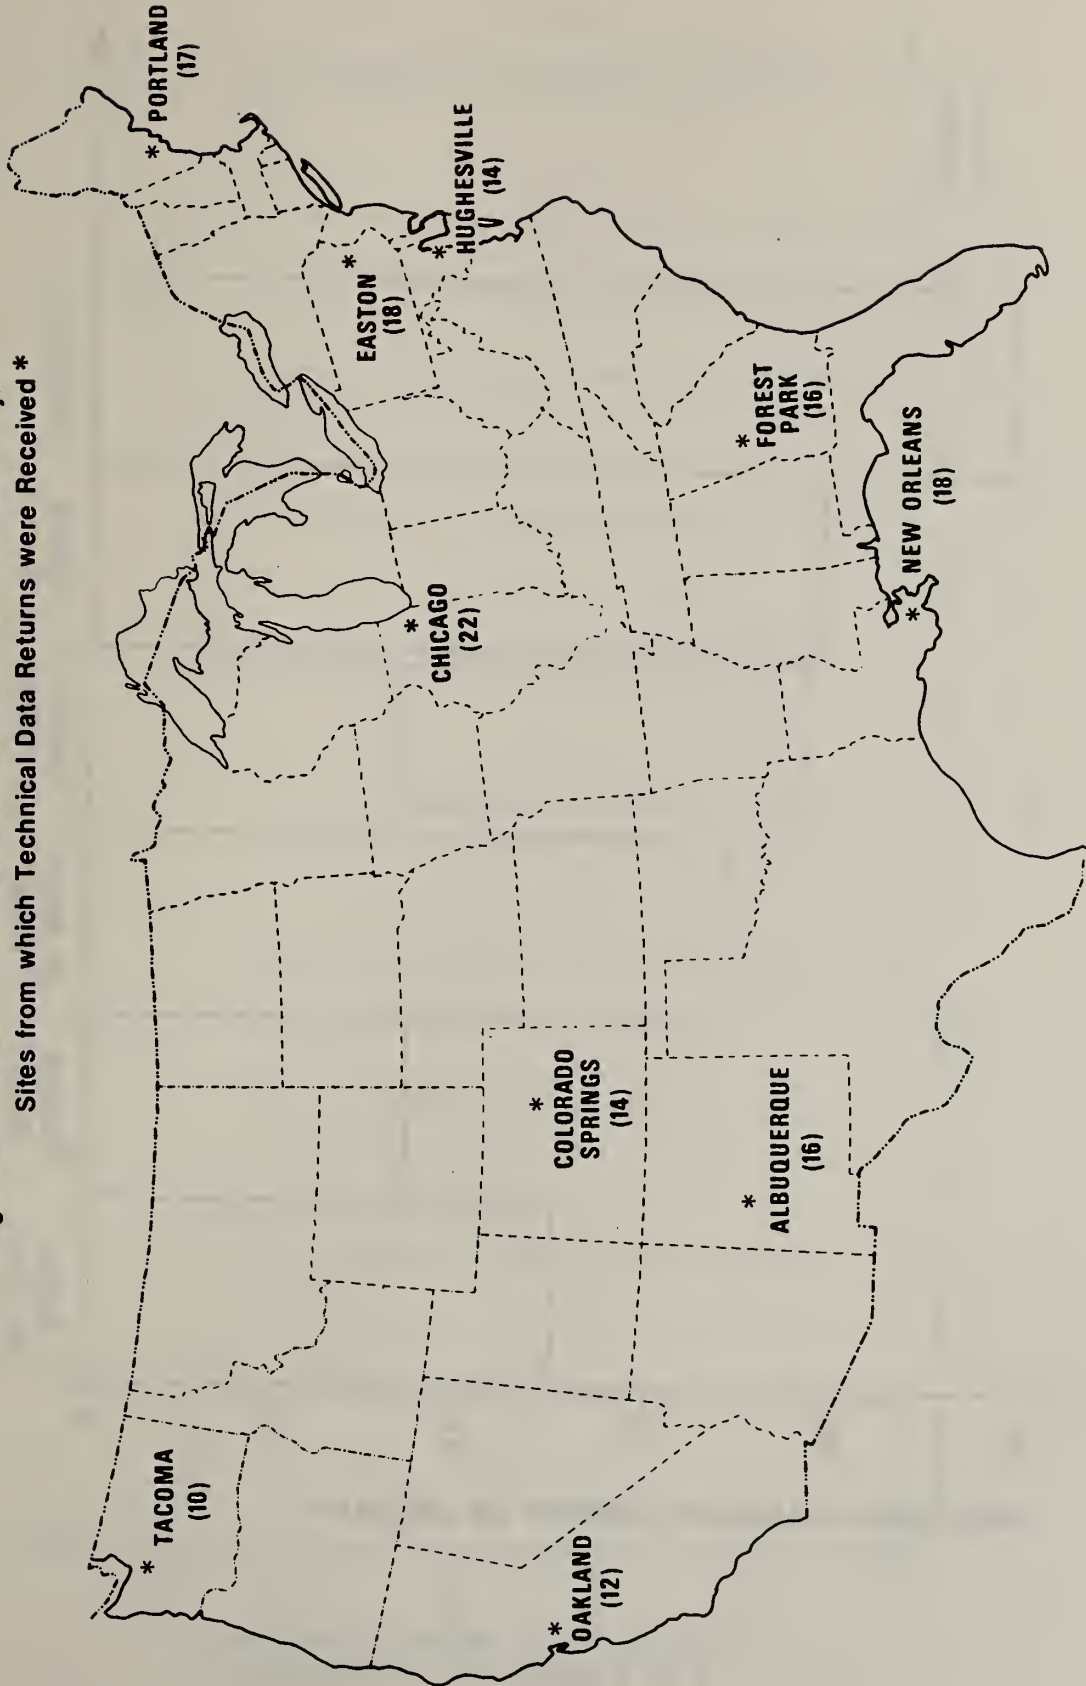 Sites from which Technical Data Returns were Received *
* PORTLAND
(17)
* HUGHESVILLE
(14)
* EASTON
(18)
* CHICAGO
(22)
* FOREST
PARK
(16)
* NEW ORLEANS
(18)
* COLORADO
SPRINGS
(14)
* ALBUQUERQUE
(16)
* TACOMA
(10)
* OAKLAND
(12)